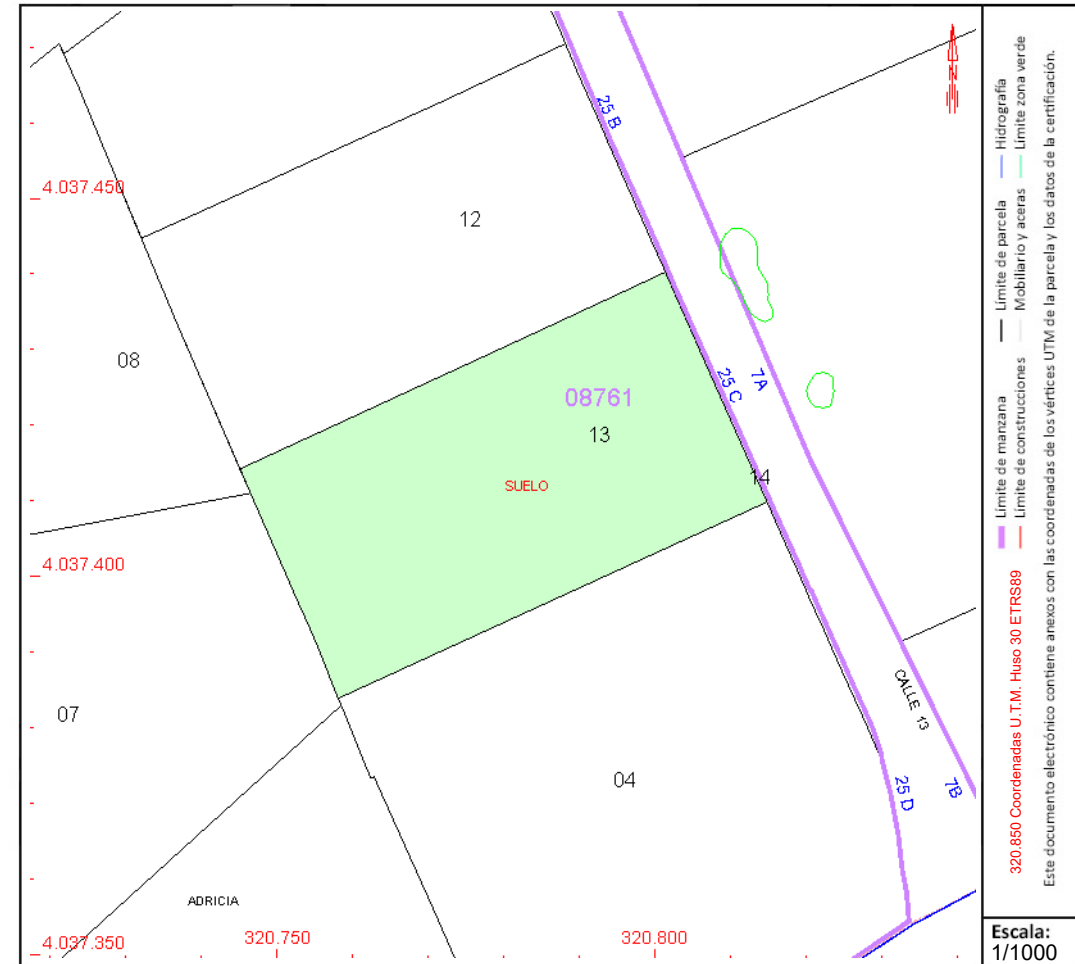 25 B
4.037.450
12
08
25 C
7A
08761
13
14
SUELO
4.037.400
CALLE 13
07
04
25 D
7B
ADRICIA
4.037.350
320.750
320.800
N
320.850 Coordenadas U.T.M. Huso 30 ETRS89
Límite de manzana
Límite de parcela
Hidrografía
Límite de construcciones
Mobiliario y aceras
Límite zona verde
Este documento electrónico contiene anexos con las coordenadas de los vértices UTM de la parcela y los datos de la certificación.
Escala:
1/1000